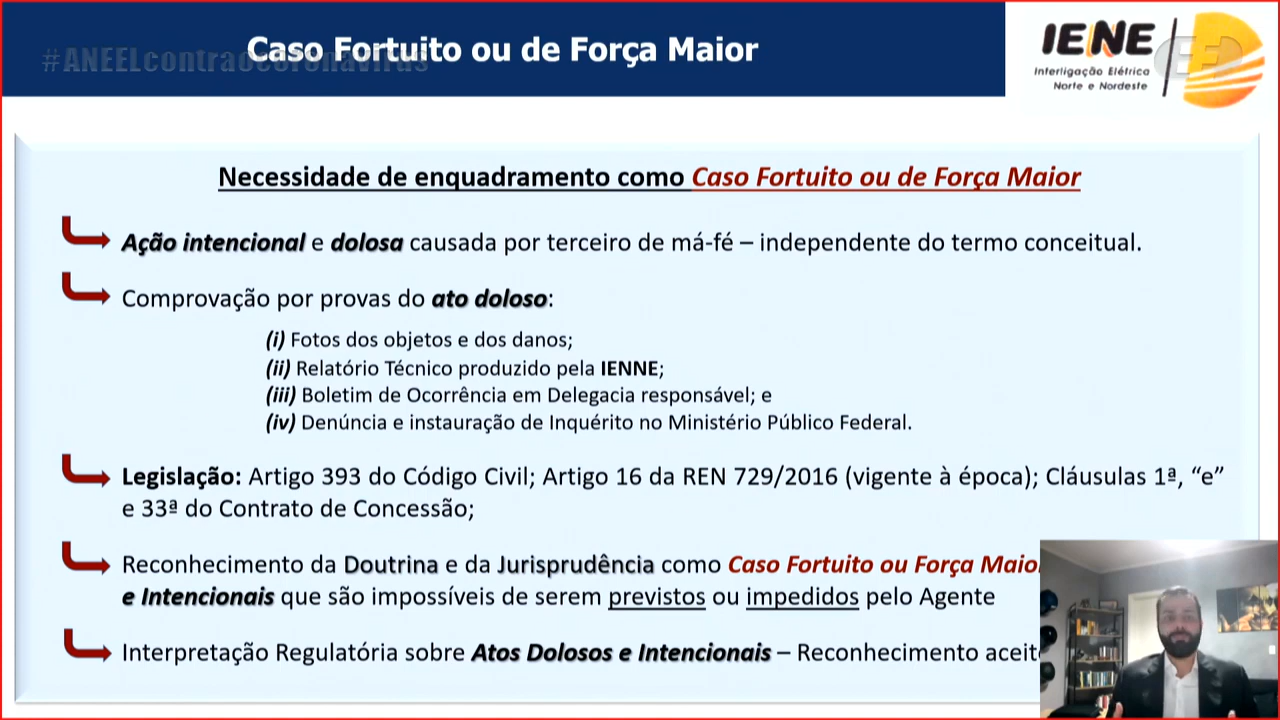 #ANEELcontraocoronavírus
Caso Fortuito ou de Força Maior
IENE
Interligação Elétrica
Norte e Nordeste
Necessidade de enquadramento como Caso Fortuito ou de Força Maior
Ação intencional e dolosa causada por terceiro de má-fé – independente do termo conceitual.
Comprovação por provas do ato doloso:
(i) Fotos dos objetos e dos danos;
(ii) Relatório Técnico produzido pela IENNE;
(iii) Boletim de Ocorrência em Delegacia responsável; e
(iv) Denúncia e instauração de Inquérito no Ministério Público Federal.
Legislação: Artigo 393 do Código Civil; Artigo 16 da REN 729/2016 (vigente à época); Cláusulas 1ª, “e”
e 33ª do Contrato de Concessão;
Reconhecimento da Doutrina e da Jurisprudência como Caso Fortuito ou Força Maior
e Intencionais que são impossíveis de serem previstos ou impedidos pelo Agente
Interpretação Regulatória sobre Atos Dolosos e Intencionais – Reconhecimento aceito